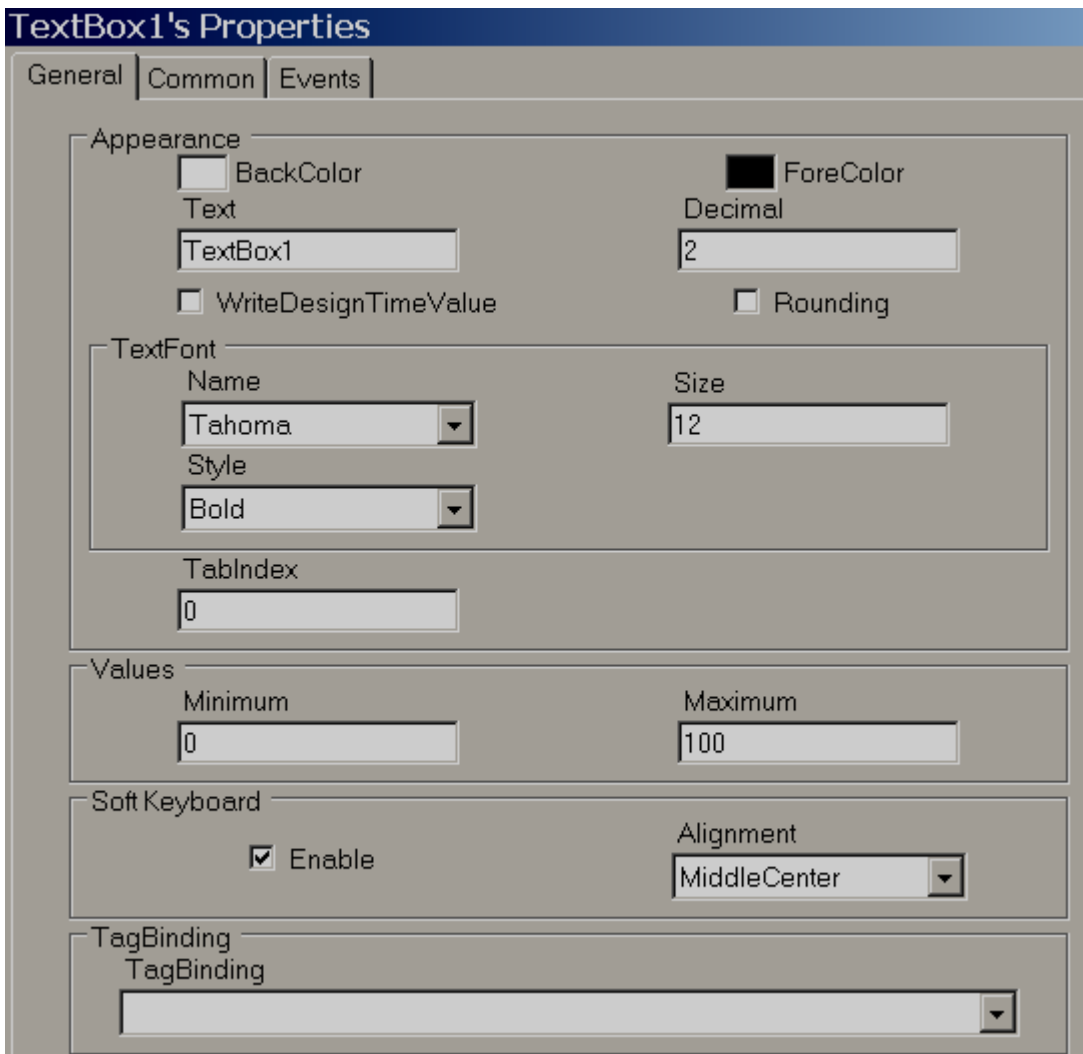 TextBox1's Properties
General Common Events
Appearance
BackColor ForeColor
Text Decimal
TextBox1 2
WriteDesignTimeValue Rounding
TextFont
Name Size
Tahoma 12
Style
Bold
TabIndex
0
Values
Minimum Maximum
0 100
Soft Keyboard
Alignment
Enable
MiddleCenter
TagBinding
TagBinding